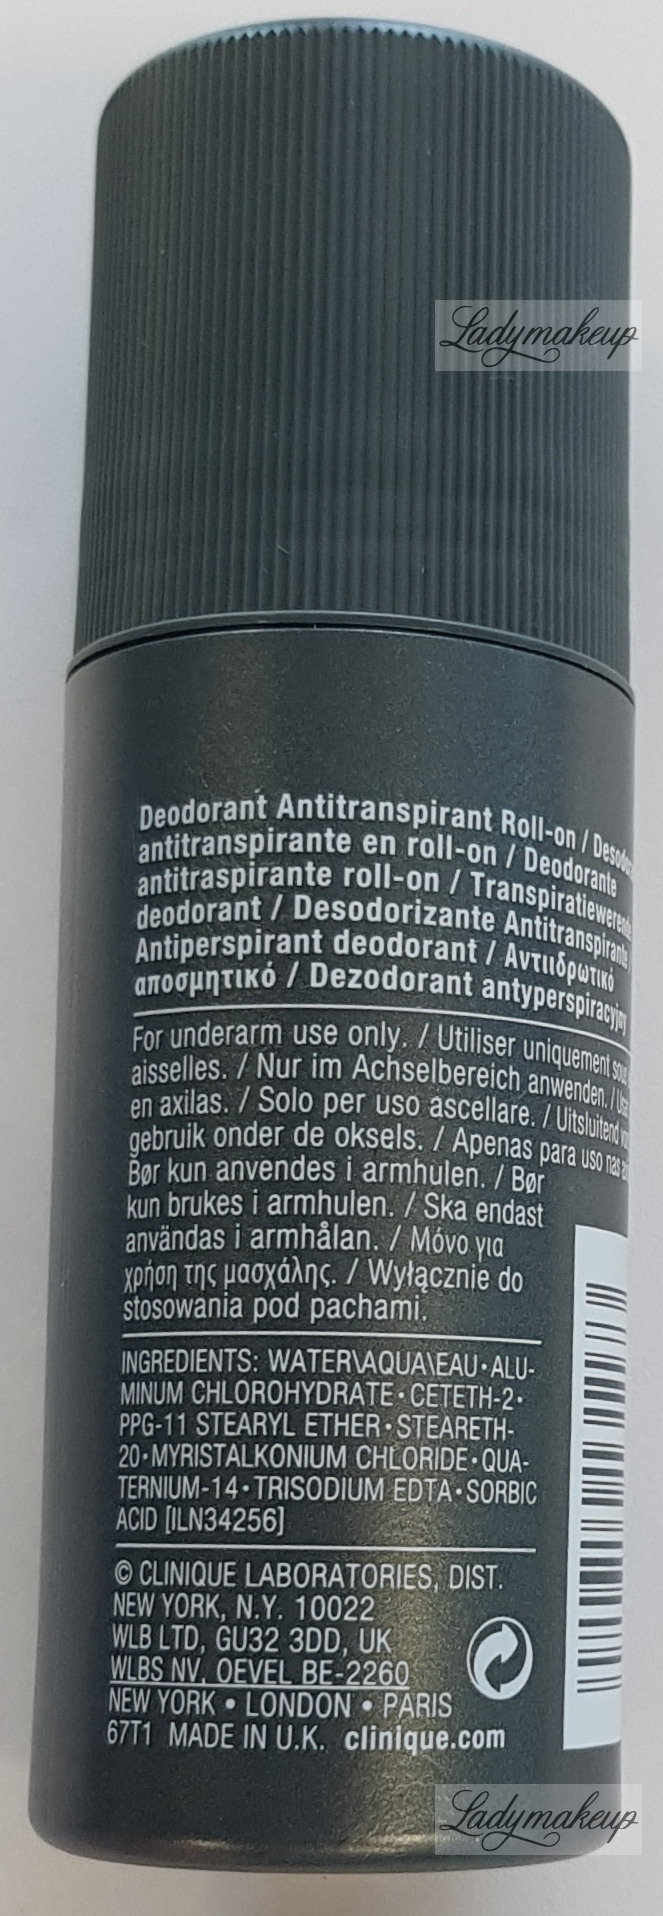 Ladymakeup
Deodorant Antitranspirant Roll-on /
antitranspirante en roll-on / Deodorante
antitraspirante roll-on / Transpiratiewerende
deodorant / Desodorizante Antitranspirante /
Antiperspirant deodorant / Αντιιδρωτικό
αποσμητικό / Dezodorant antyperspiracyjny
For underarm use only. / Utiliser uniquement sous
aisselles. / Nur im Achselbereich anwenden. /
en axilas. / Solo per uso ascellare. / Uitsluitend
gebruik onder de oksels. / Apenas para uso nas
Bør kun anvendes i armhulen. / Bør
kun brukes i armhulen. / Ska endast
användas i armhålan. / Μόνο για
χρήση της μασχάλης. / Wyłącznie do
stosowania pod pachami.
INGREDIENTS: WATER\AQUA\EAU • ALU-
MINUM CHLOROHYDRATE • CETETH-2 •
PPG-11 STEARYL ETHER • STEARETH-
20 • MYRISTALKONIUM CHLORIDE • QUA-
TERNIUM-14 • TRISODIUM EDTA • SORBIC
ACID [ILN34256]
© CLINIQUE LABORATORIES, DIST.
NEW YORK, N.Y. 10022
WLB LTD, GU32 3DD, UK
WLBS NV, OEVEL BE-2260
NEW YORK • LONDON • PARIS
67T1 MADE IN U.K. clinique.com
Ladymakeup